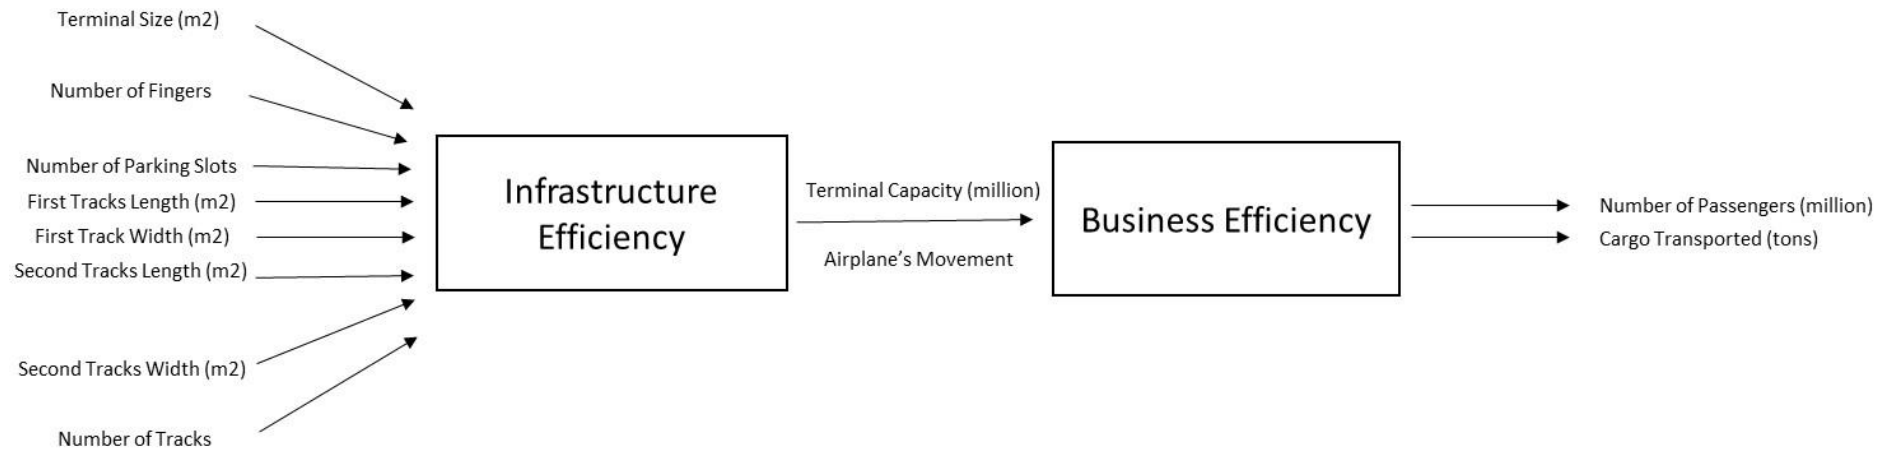 Terminal Size (m2)
Number of Fingers
Number of Parking Slots
First Tracks Length (m2)
First Track Width (m2)
Second Tracks Length (m2)
Second Tracks Width (m2)
Number of Tracks
Infrastructure
Efficiency
Terminal Capacity (million)
Airplane’s Movement
Business Efficiency
Number of Passengers (million)
Cargo Transported (tons)